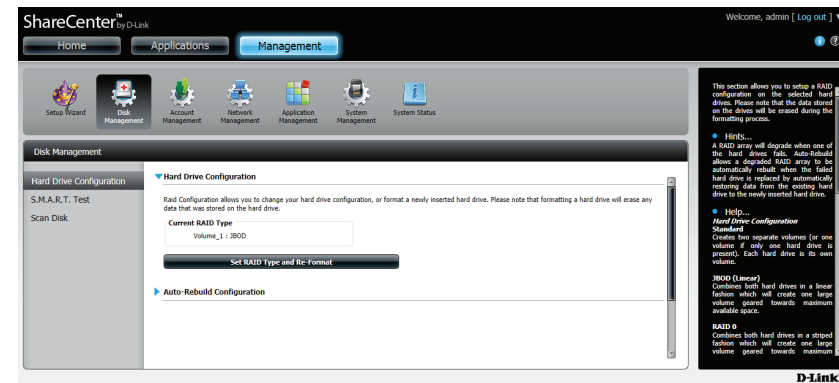 ShareCenter™ by D-Link
Welcome, admin [ Log out ]
Home
Applications
Management
Setup Wizard
Disk Management
Account Management
Network Management
Application Management
System Management
System Status
Disk Management
Hard Drive Configuration
S.M.A.R.T. Test
Scan Disk
Hard Drive Configuration
Raid Configuration allows you to change your hard drive configuration, or format a newly inserted hard drive. Please note that formatting a hard drive will erase any
data that was stored on the hard drive.
Current RAID Type
Volume_1 : JBOD
Set RAID Type and Re-Format
Auto-Rebuild Configuration
This section allows you to setup a RAID
configuration on the selected hard
drives. Please note that the data stored
on the drives will be erased during the
formatting process.
Hints...
A RAID array will degrade when one of
the hard drives fails. Auto-Rebuild
allows a degraded RAID array to be
automatically rebuilt when the failed
hard drive is replaced by automatically
restoring data from the existing hard
drive to the newly inserted hard drive.
Help...
Hard Drive Configuration
Standard
Creates two separate volumes (or one
volume if only one hard drive is
present). Each hard drive is its own
volume.
JBOD (Linear)
Combines both hard drives in a linear
fashion which will create one large
volume geared towards maximum
available space.
RAID 0
Combines both hard drives in a striped
fashion which will create one large
volume geared towards maximum
D-Link